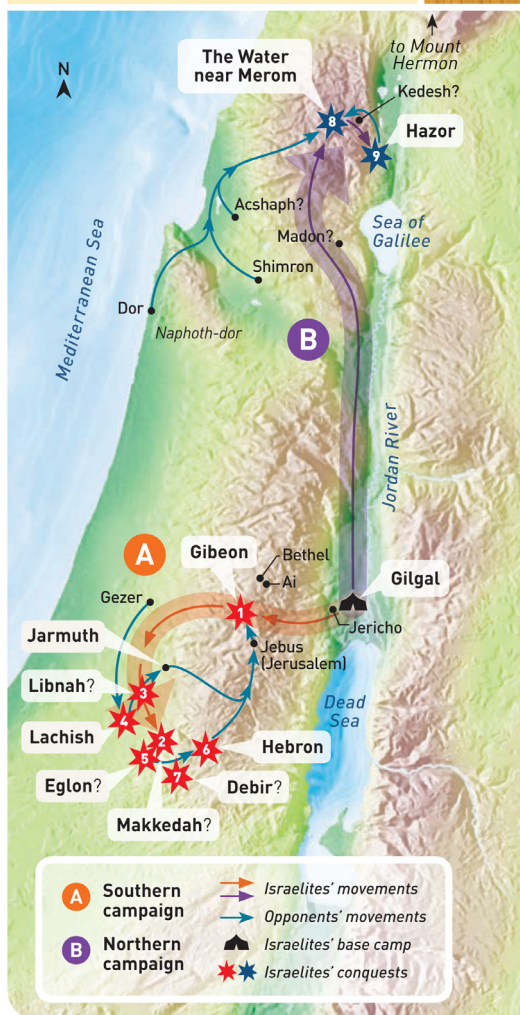 to Mount
Hermon
The Water
near Merom
N
Kedesh?
8
Hazor
9
Acshaph?
Sea of
Galilee
Madon?
Shimron
Mediterranean Sea
Dor
Naphoth-dor
B
Jordan River
A
Gibeon
Bethel
Ai
Gilgal
Gezer
1
Jericho
Jarmuth
Jebus
(Jerusalem)
Libnah?
3
Dead
Sea
4
Lachish
2
6
Hebron
5
7
Eglon?
Debir?
Makkedah?
A
Southern
campaign
B
Northern
campaign
Israelites' movements
Opponents' movements
Israelites' base camp
Israelites' conquests